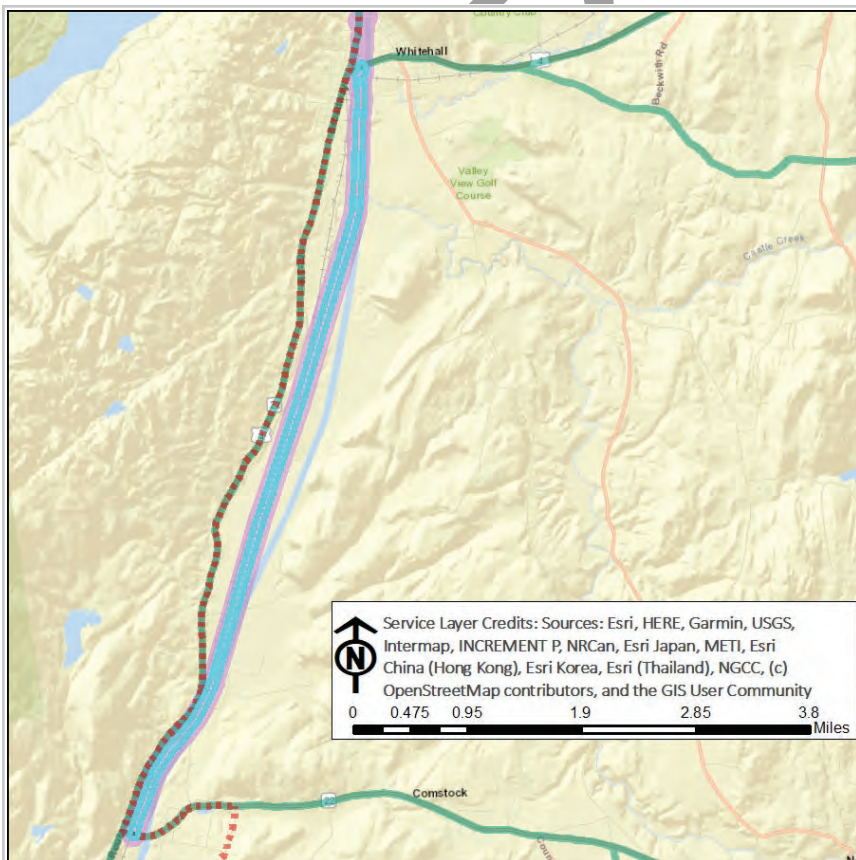 Country Club
Whitehall
4
Beckwith Rd
Valley
View Golf
Course
Castle Creek
Service Layer Credits: Sources: Esri, HERE, Garmin, USGS,
Intermap, INCREMENT P, NRCan, Esri Japan, METI, Esri
China (Hong Kong), Esri Korea, Esri (Thailand), NGCC, (c)
OpenStreetMap contributors, and the GIS User Community
N
0 0.475 0.95 1.9 2.85 3.8
Miles
Comstock
22